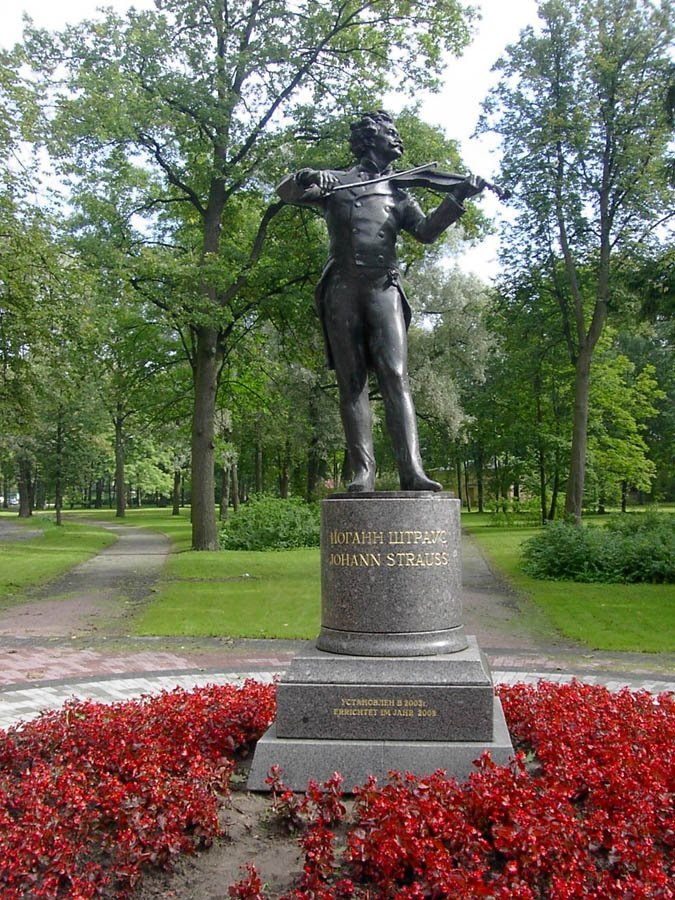 ИОГАНН ШТРАУС
JOHANN STRAUSS
УСТАНОВЛЕН В 2003г.
ERRICHTET IM JAHR 2003